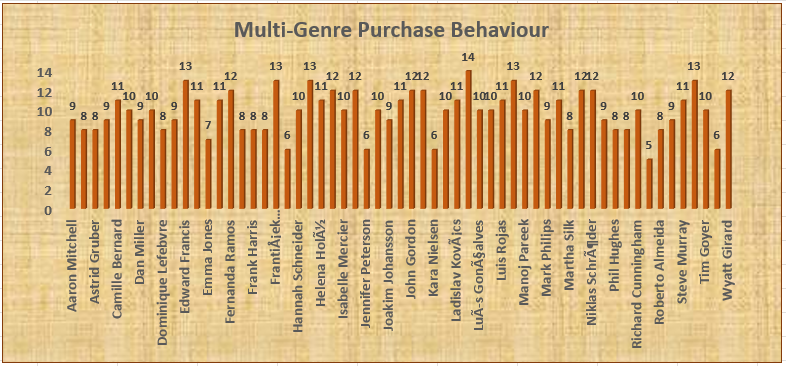 Multi-Genre Purchase Behaviour
14
12
10
8
6
4
2
0
9 8 8 9 11 10 9 10 8 9 13 11 7 11 12 8 8 8 13 6 10 13 11 12 10 12 6 10 9 11 12 12 6 10 11 14 10 10 11 13 10 12 9 11 8 12 12 9 8 8 10 5 8 9 11 13 10 6 12
Aaron Mitchell
Astrid Gruber
Camille Bernard
Dan Miller
Dominique Lefebvre
Edward Francis
Emma Jones
Fernanda Ramos
Frank Harris
FrantiÅ¡ek…
Hannah Schneider
Helena HolÃ½
Isabelle Mercier
Jennifer Peterson
Joakim Johansson
John Gordon
Kara Nielsen
Ladislav KovÃ¡cs
LuÃ­s GonÃ§alves
Luis Rojas
Manoj Pareek
Mark Philips
Martha Silk
Niklas SchrÃ¶der
Phil Hughes
Richard Cunningham
Roberto Almeida
Steve Murray
Tim Goyer
Wyatt Girard